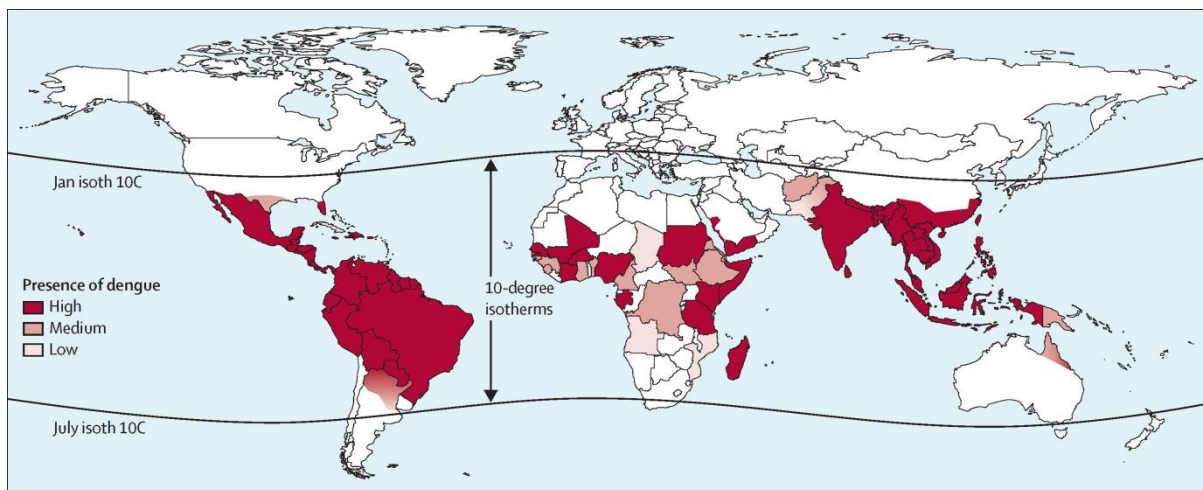 Jan isoth 10C
Presence of dengue
High
Medium
Low
10-degree
isotherms
July isoth 10C